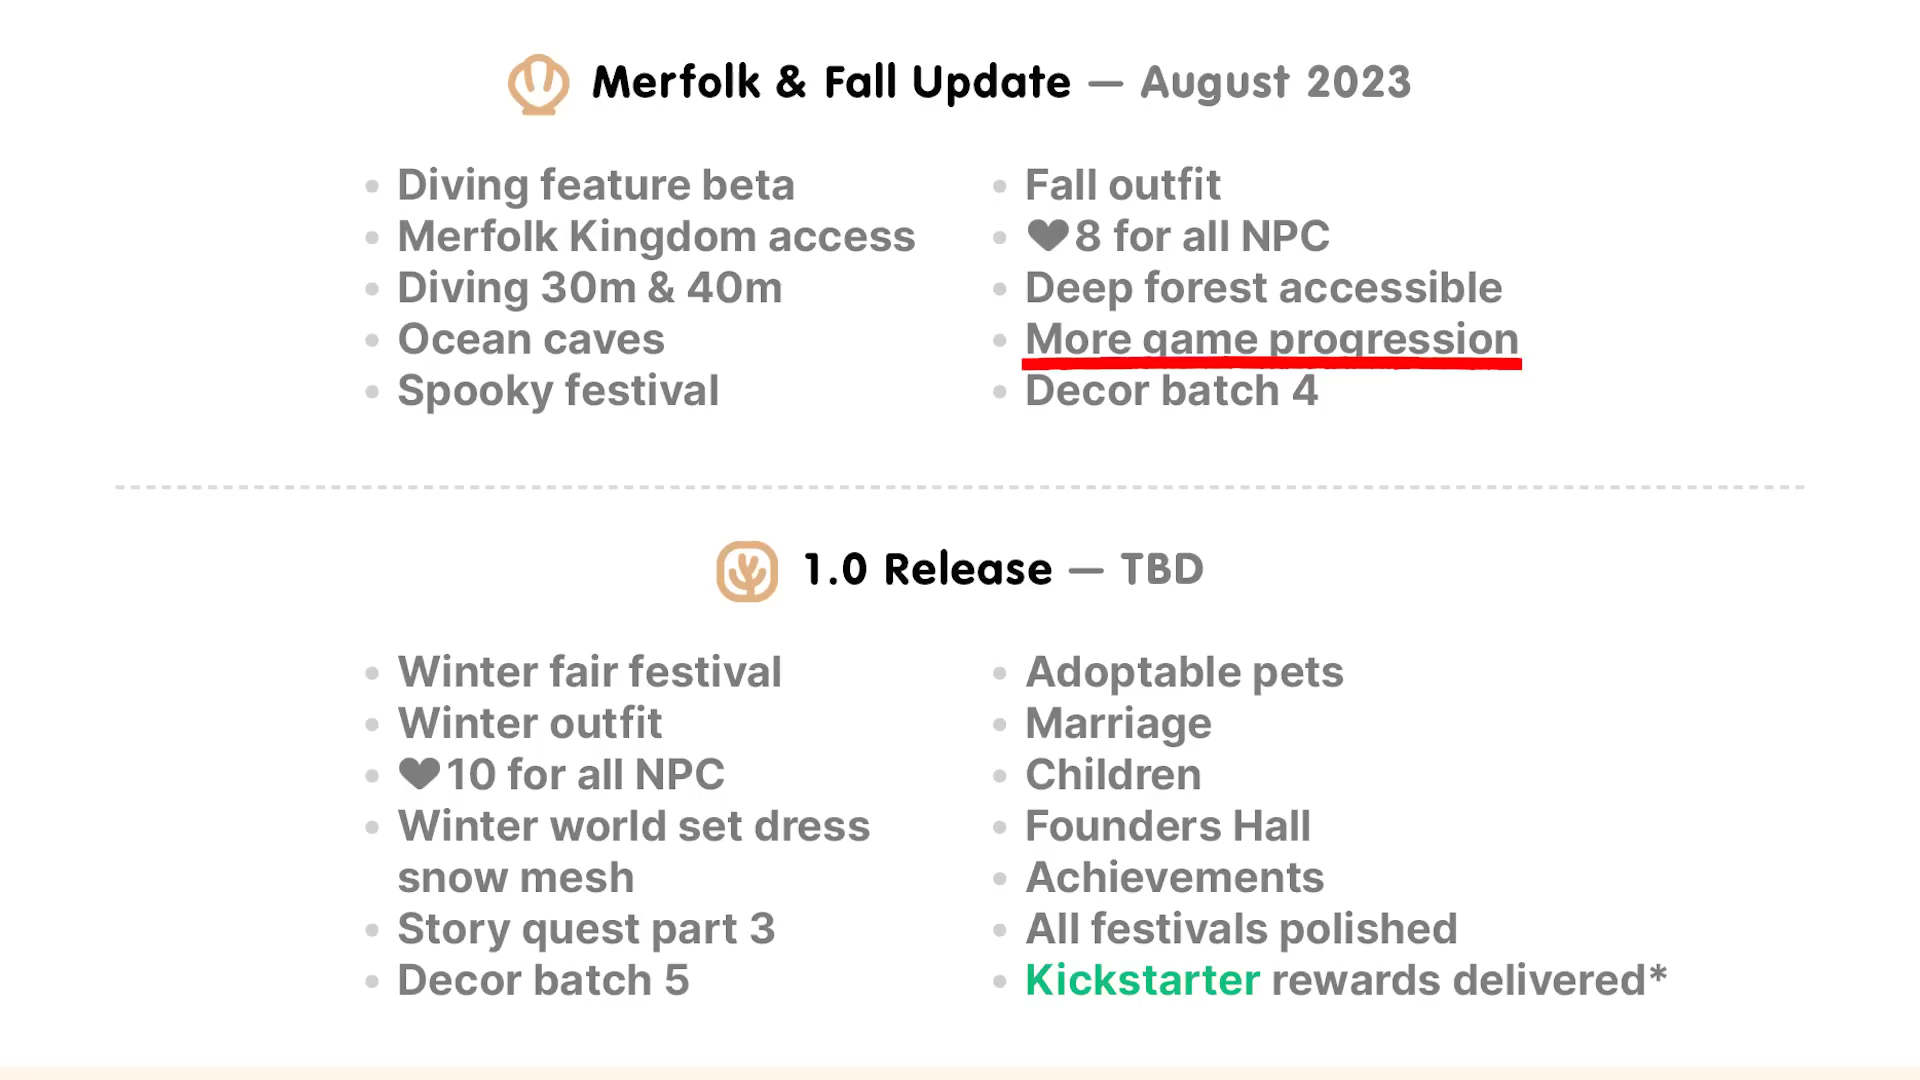 Merfolk & Fall Update — August 2023
Diving feature beta
Merfolk Kingdom access
Diving 30m & 40m
Ocean caves
Spooky festival
Fall outfit
♥8 for all NPC
Deep forest accessible
More game progression
Decor batch 4
1.0 Release — TBD
Winter fair festival
Winter outfit
♥10 for all NPC
Winter world set dress
snow mesh
Story quest part 3
Decor batch 5
Adoptable pets
Marriage
Children
Founders Hall
Achievements
All festivals polished
Kickstarter rewards delivered*